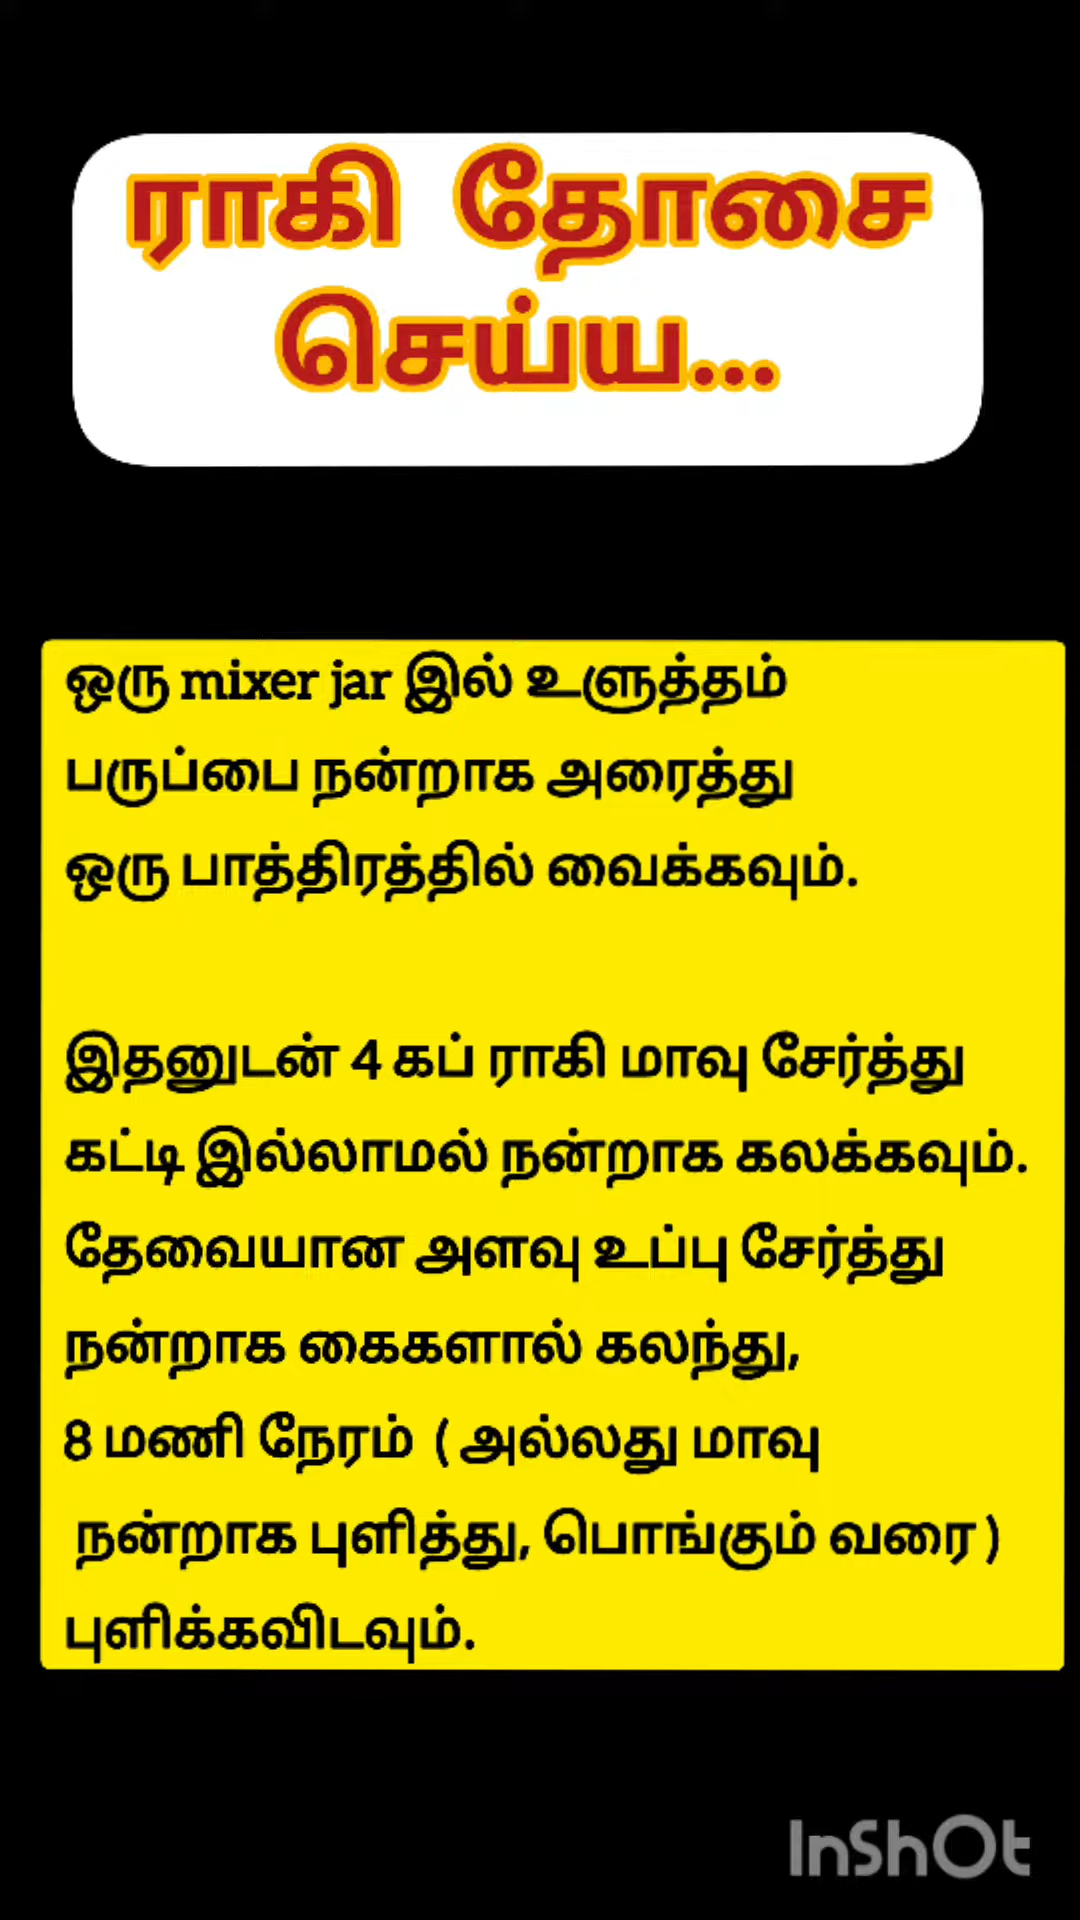 ராகி தோசை
செய்ய...
ஒரு mixer jar இல் உளுத்தம்
பருப்பை நன்றாக அரைத்து
ஒரு பாத்திரத்தில் வைக்கவும்.
இதனுடன் 4 கப் ராகி மாவு சேர்த்து
கட்டி இல்லாமல் நன்றாக கலக்கவும்.
தேவையான அளவு உப்பு சேர்த்து
நன்றாக கைகளால் கலந்து,
8 மணி நேரம் ( அல்லது மாவு
நன்றாக புளித்து, பொங்கும் வரை )
புளிக்கவிடவும்.
InShOt